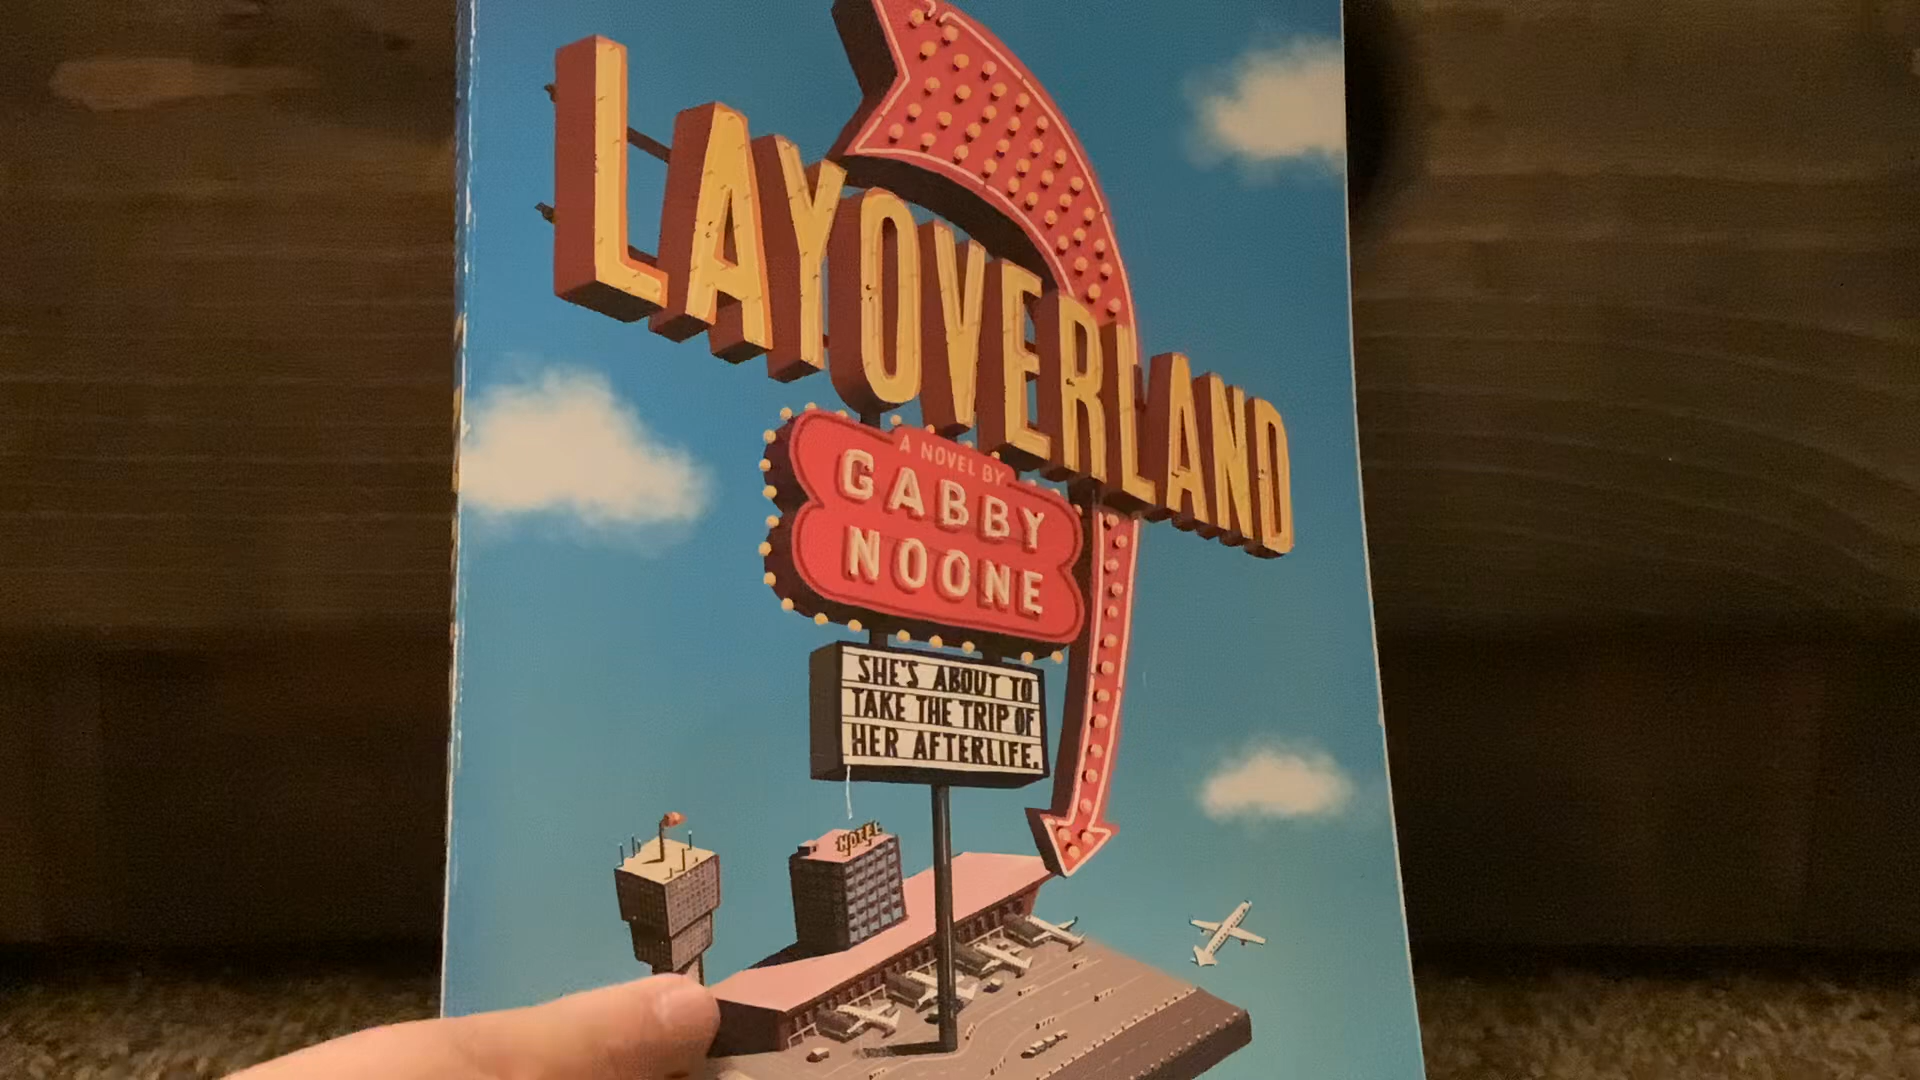 LAYOVERLAND
A NOVEL BY
GABBY
NOONE
SHE'S ABOUT TO
TAKE THE TRIP OF
HER AFTERLIFE.
HOTEL